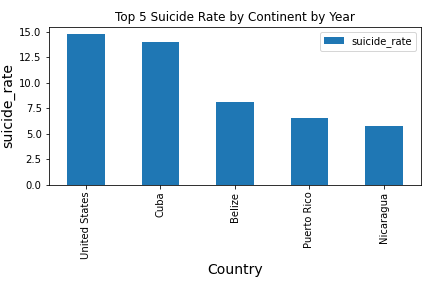 Top 5 Suicide Rate by Continent by Year
suicide_rate
15.0
12.5
10.0
7.5
5.0
2.5
0.0
suicide_rate
United States
Cuba
Belize
Puerto Rico
Nicaragua
Country